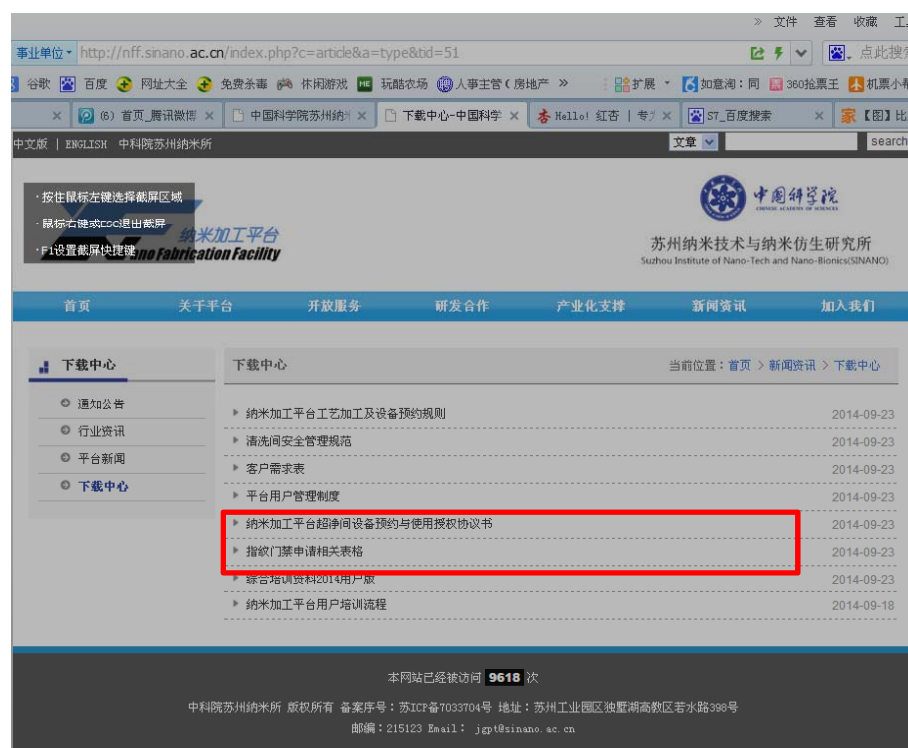 » 文件 查看 收藏 工
事业单位 http://nff.sinano.ac.cn/index.php?c=article&a=type&tid=51 点此搜
谷歌 百度 网址大全 免费杀毒 休闲游戏 玩酷农场 人事主管(房地产 » 扩展 如意淘:同 360抢票王 机票小
(6) 首页_腾讯微博 中国科学院苏州纳 下载中心-中国科学 Hello! 红杏 | 专 S7_百度搜索 【图】比
中文版 | ENGLISH 中科院苏州纳米所 文章 search
·按住鼠标左键选择截屏区域
·鼠标右键或ESC退出截屏
·F1设置截屏快捷键
纳米加工平台
no Fabrication Facility
中国科学院
CHINESE ACADEMY OF SCIENCES
苏州纳米技术与纳米仿生研究所
Suzhou Institute of Nano-Tech and Nano-Bionics(SINANO)
首页 关于平台 开放服务 研发合作 产业化支撑 新闻资讯 加入我们
下载中心
通知公告
行业资讯
平台新闻
下载中心
下载中心 当前位置:首页 > 新闻资讯 > 下载中心
纳米加工平台工艺加工及设备预约规则 2014-09-23
清洗间安全管理规范 2014-09-23
客户需求表 2014-09-23
平台用户管理制度 2014-09-23
纳米加工平台超净间设备预约与使用授权协议书 2014-09-23
指纹门禁申请相关表格 2014-09-23
综合培训资料2014用户版 2014-09-23
纳米加工平台用户培训流程 2014-09-18
本网站已经被访问 9618 次
中科院苏州纳米所 版权所有 备案序号:苏ICP备7033704号 地址:苏州工业园区独墅湖高教区若水路398号
邮编:215123 Email: jgpt@sinano.ac.cn